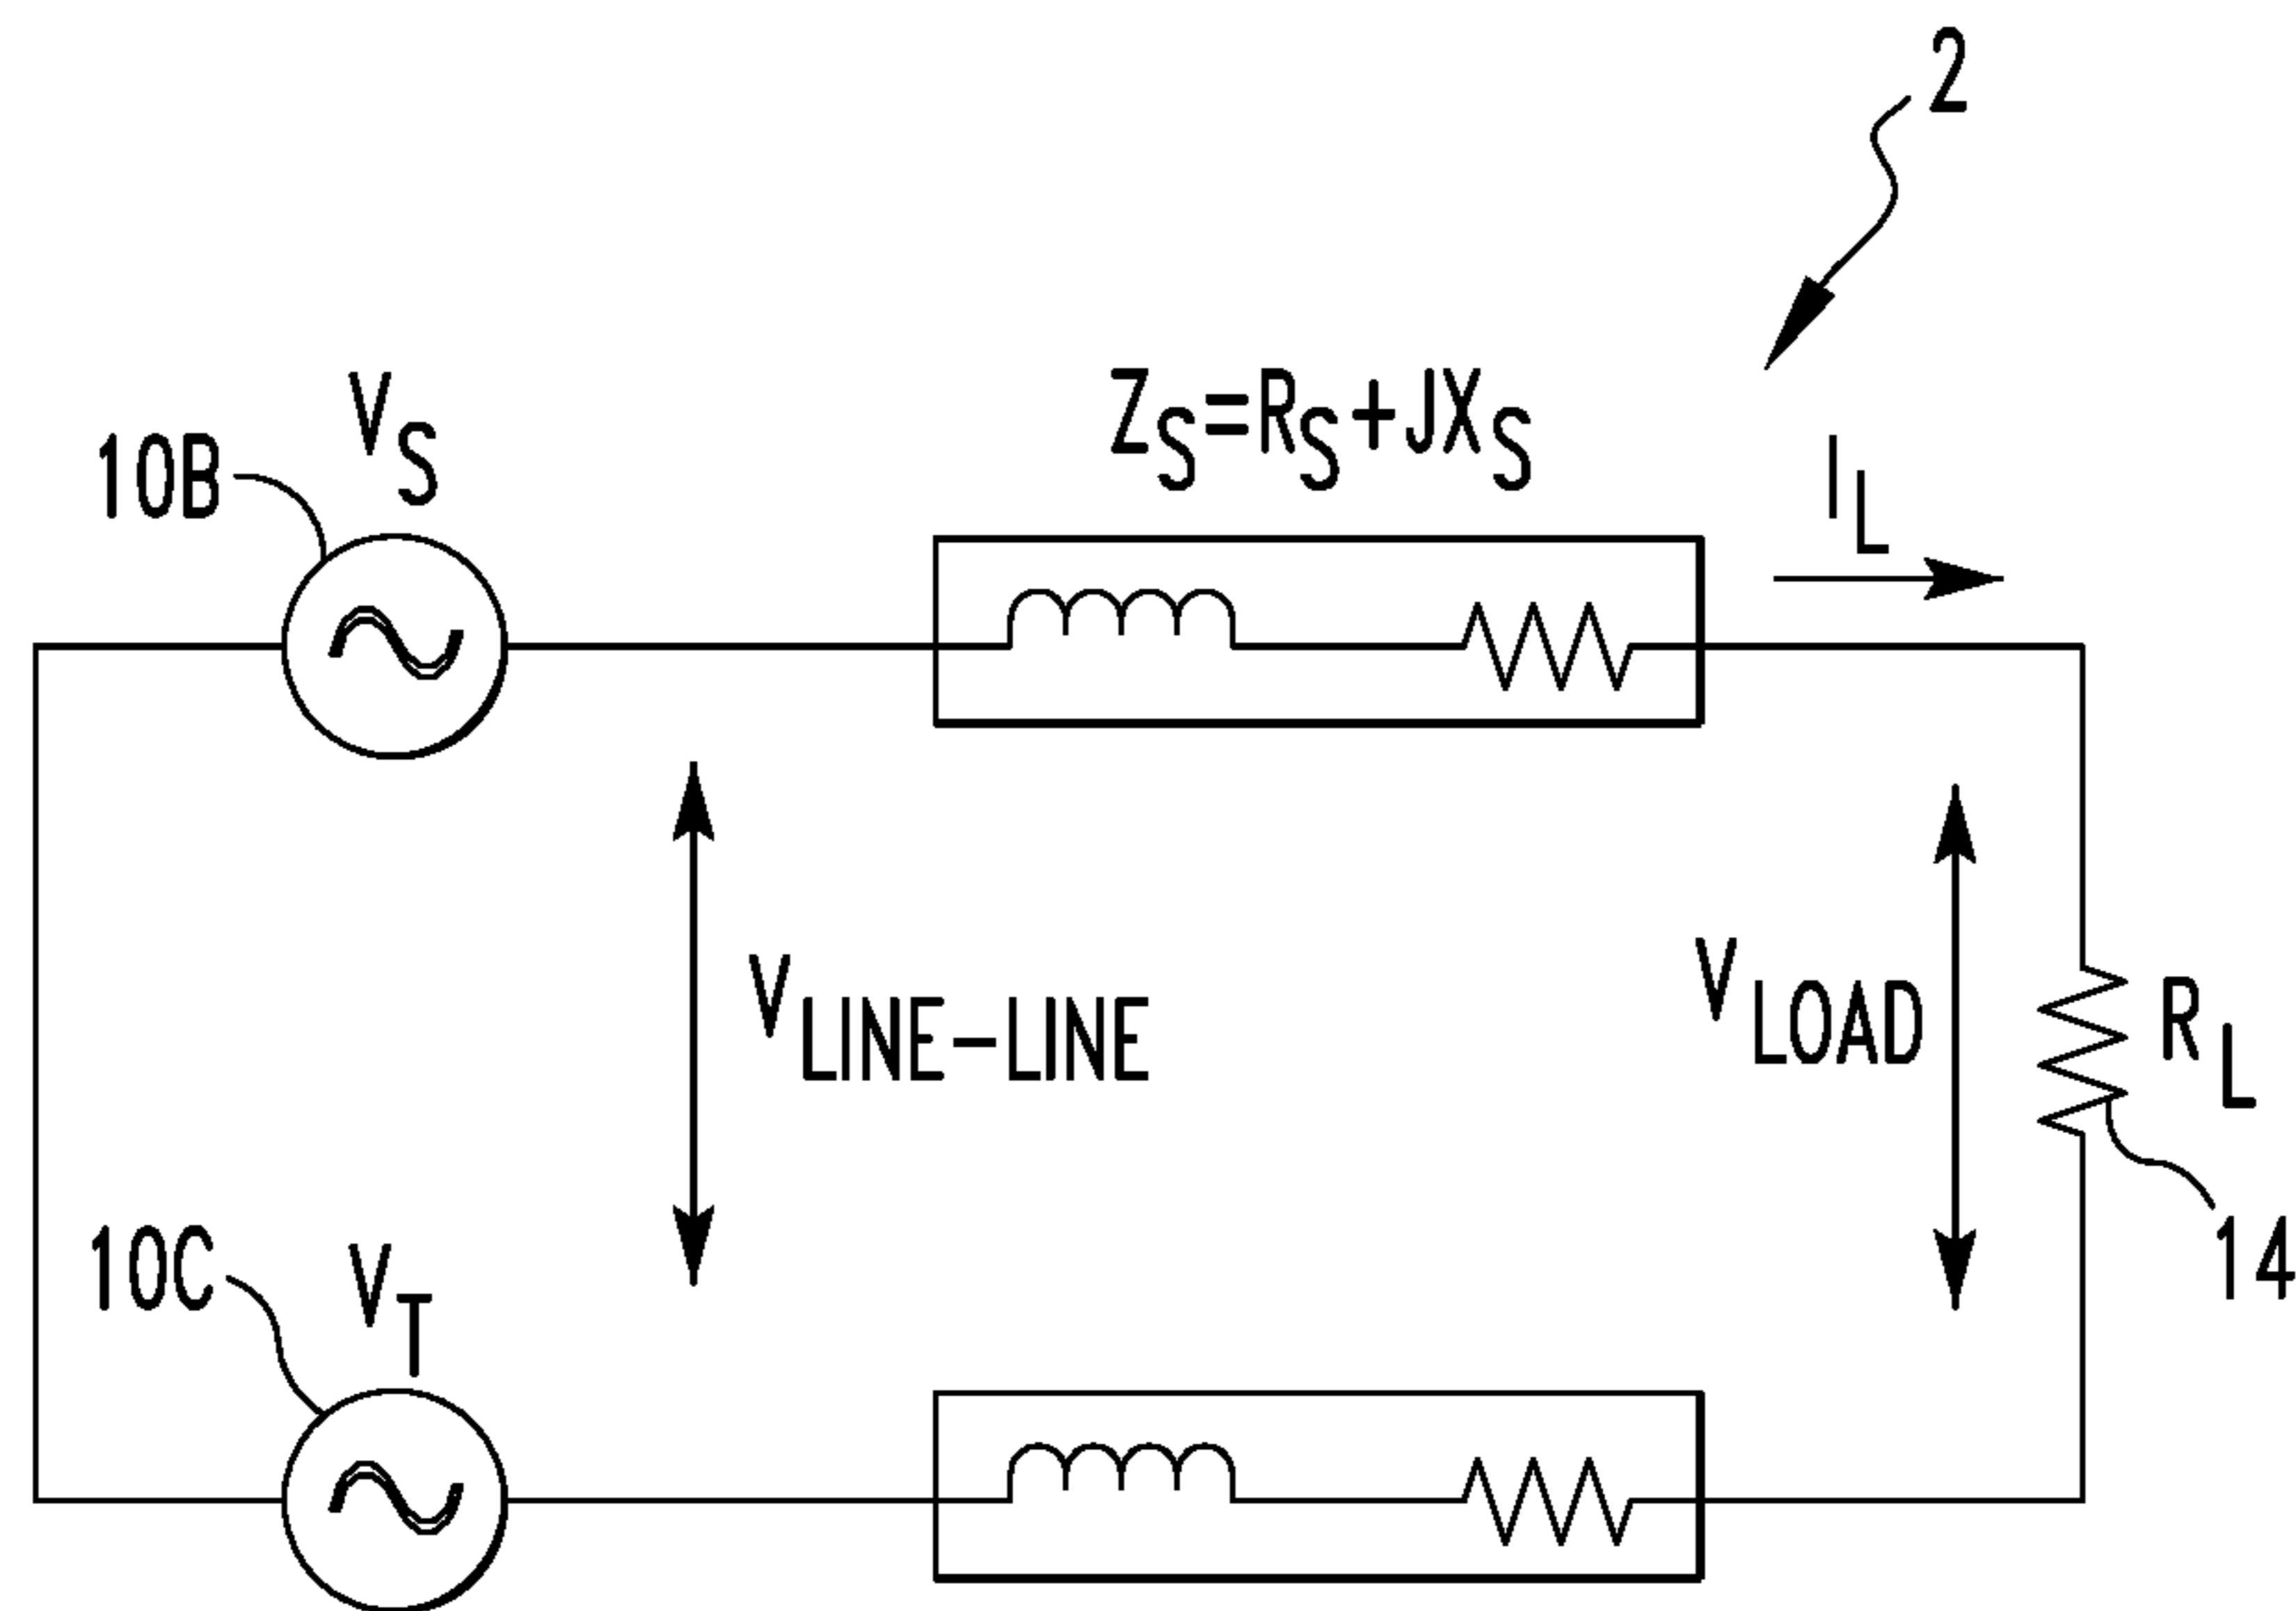 2
V_S
Z_S=R_S+JX_S
10B
I_L
V_LINE-LINE
V_LOAD
R_L
10C
V_T
14